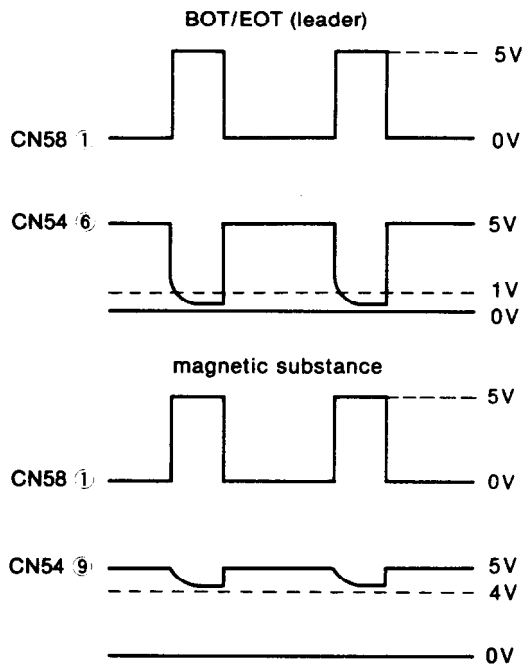 BOT/EOT (leader)
5V
CN58 ①
0V
CN54 ⑥
5V
1V
0V
magnetic substance
5V
CN58 ①
0V
CN54 ⑨
5V
4V
0V